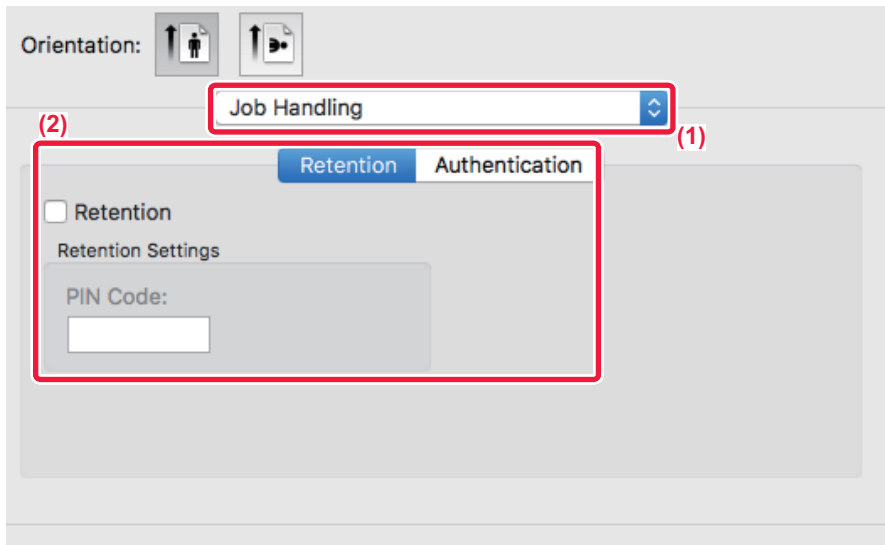 Orientation:
Job Handling
(1)
(2)
Retention Authentication
Retention
Retention Settings
PIN Code: